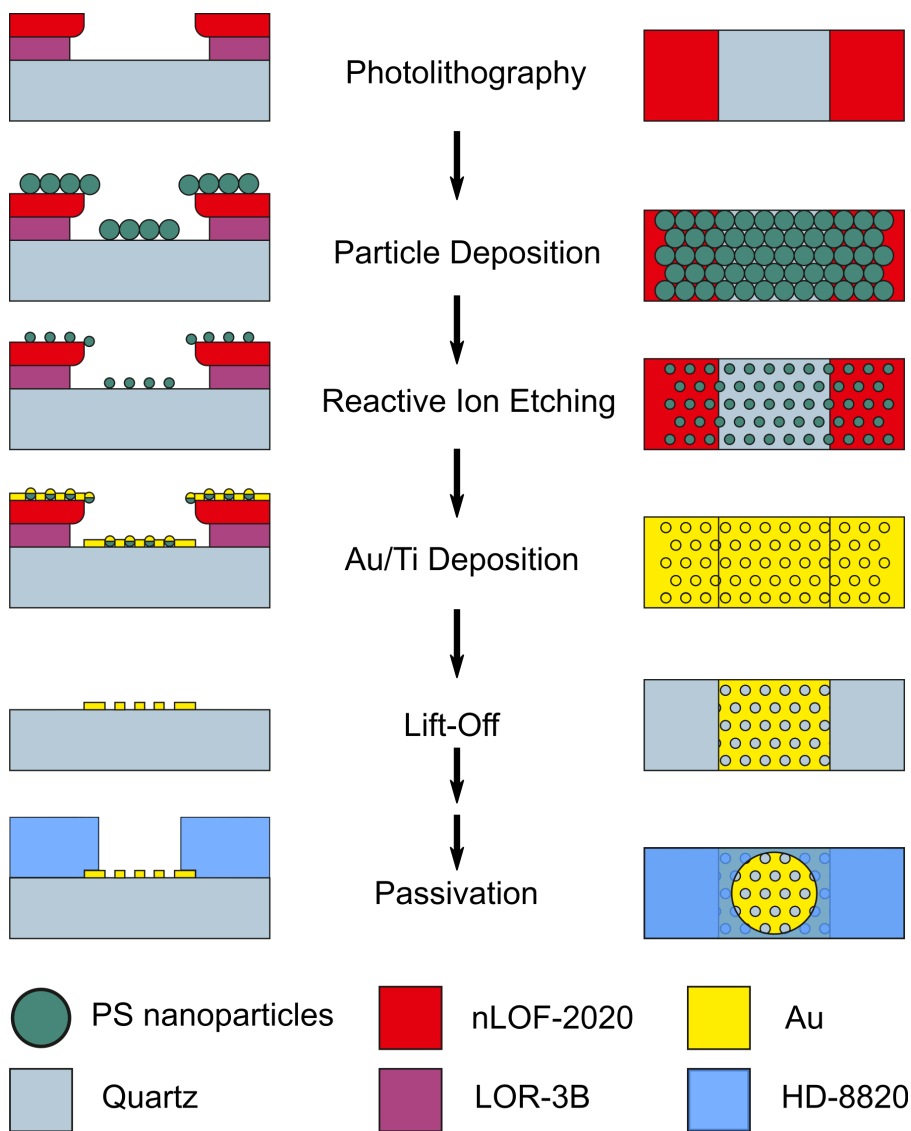 Photolithography
Particle Deposition
Reactive Ion Etching
Au/Ti Deposition
Lift-Off
Passivation
PS nanoparticles
nLOF-2020
Au
Quartz
LOR-3B
HD-8820